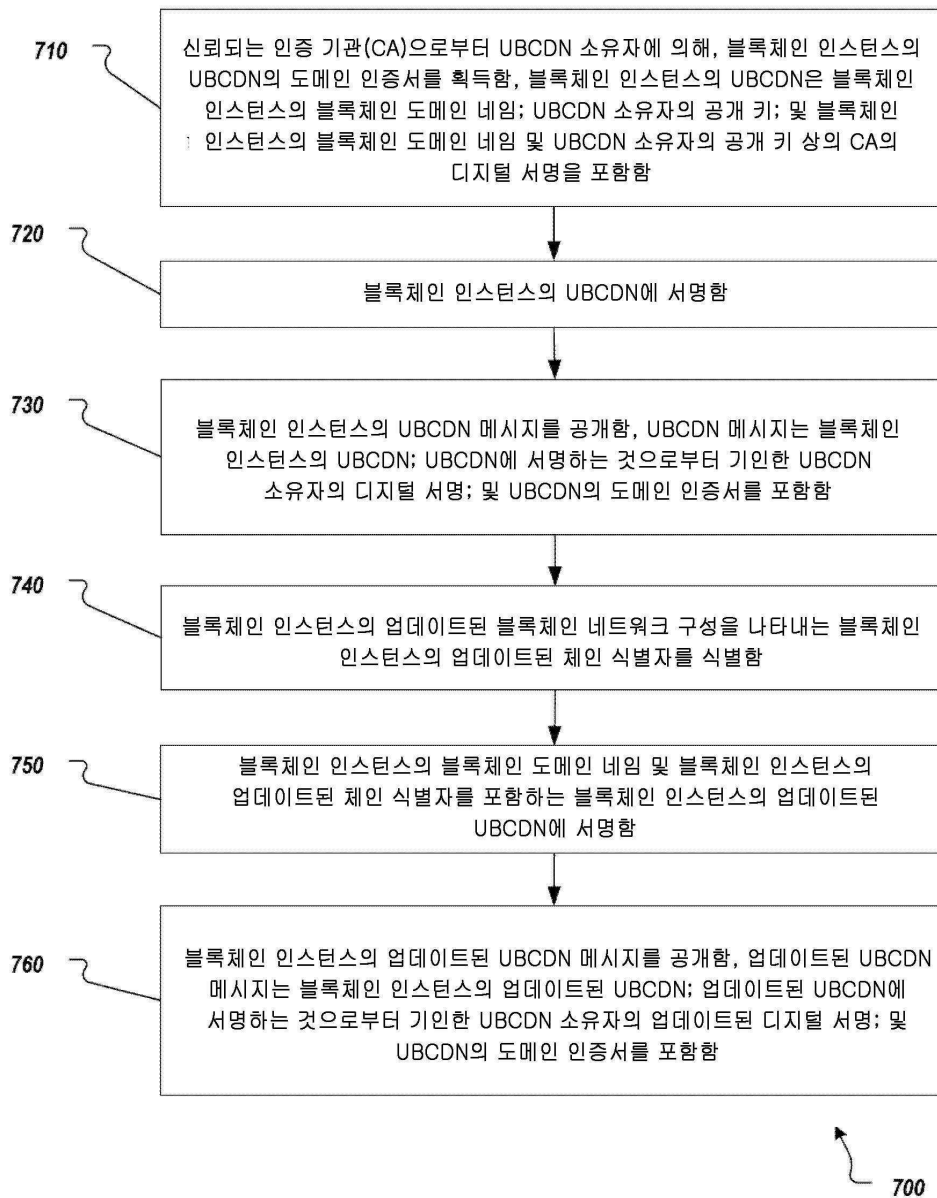 710
신뢰되는 인증 기관(CA)으로부터 UBCDN 소유자에 의해, 블록체인 인스턴스의
UBCDN의 도메인 인증서를 획득함, 블록체인 인스턴스의 UBCDN은 블록체인
인스턴스의 블록체인 도메인 네임; UBCDN 소유자의 공개 키; 및 블록체인
인스턴스의 블록체인 도메인 네임 및 UBCDN 소유자의 공개 키 상의 CA의
디지털 서명을 포함함
720
블록체인 인스턴스의 UBCDN에 서명함
730
블록체인 인스턴스의 UBCDN 메시지를 공개함, UBCDN 메시지는 블록체인
인스턴스의 UBCDN; UBCDN에 서명하는 것으로부터 기인한 UBCDN
소유자의 디지털 서명; 및 UBCDN의 도메인 인증서를 포함함
740
블록체인 인스턴스의 업데이트된 블록체인 네트워크 구성을 나타내는 블록체인
인스턴스의 업데이트된 체인 식별자를 식별함
750
블록체인 인스턴스의 블록체인 도메인 네임 및 블록체인 인스턴스의
업데이트된 체인 식별자를 포함하는 블록체인 인스턴스의 업데이트된
UBCDN에 서명함
760
블록체인 인스턴스의 업데이트된 UBCDN 메시지를 공개함, 업데이트된 UBCDN
메시지는 블록체인 인스턴스의 업데이트된 UBCDN; 업데이트된 UBCDN에
서명하는 것으로부터 기인한 UBCDN 소유자의 업데이트된 디지털 서명; 및
UBCDN의 도메인 인증서를 포함함
700